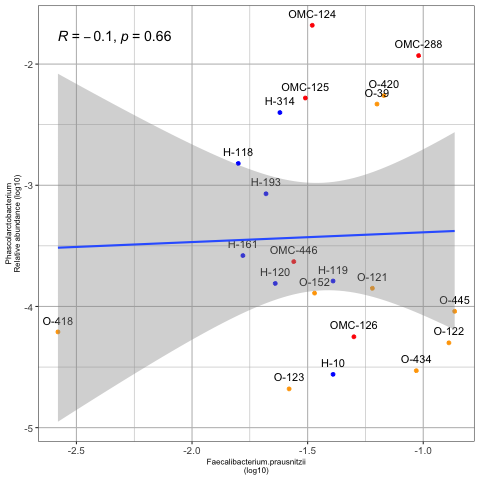 R = −0.1, p = 0.66
OMC-124
OMC-288
O-420
O-39
OMC-125
H-314
H-118
H-193
H-161
OMC-446
H-120
H-119
O-152
O-121
O-445
O-418
OMC-126
O-122
H-10
O-434
O-123
-2
-3
-4
-5
-2.5
-2.0
-1.5
-1.0
Phascolarctobacterium
Relative abundance (log10)
Faecalibacterium.prausnitzii
(log10)